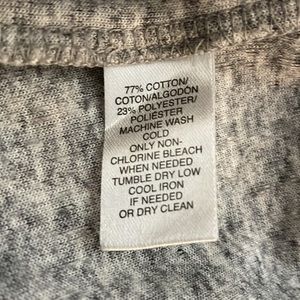 77% COTTON/
COTON/ALGODÓN
23% POLYESTER/
POLIÉSTER
MACHINE WASH
COLD
ONLY NON-
CHLORINE BLEACH
WHEN NEEDED
TUMBLE DRY LOW
COOL IRON
IF NEEDED
OR DRY CLEAN